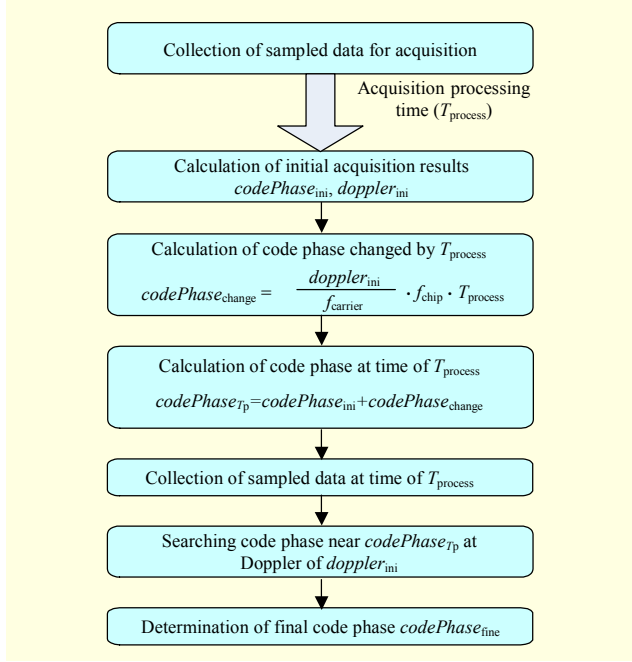 Collection of sampled data for acquisition
Acquisition processing
time (Tprocess)
Calculation of initial acquisition results
codePhaseini, dopplerini
Calculation of code phase changed by Tprocess
codePhasechange = dopplerini / fcarrier · fchip · Tprocess
Calculation of code phase at time of Tprocess
codePhaseTp=codePhaseini+codePhasechange
Collection of sampled data at time of Tprocess
Searching code phase near codePhaseTp at
Doppler of dopplerini
Determination of final code phase codePhasefine